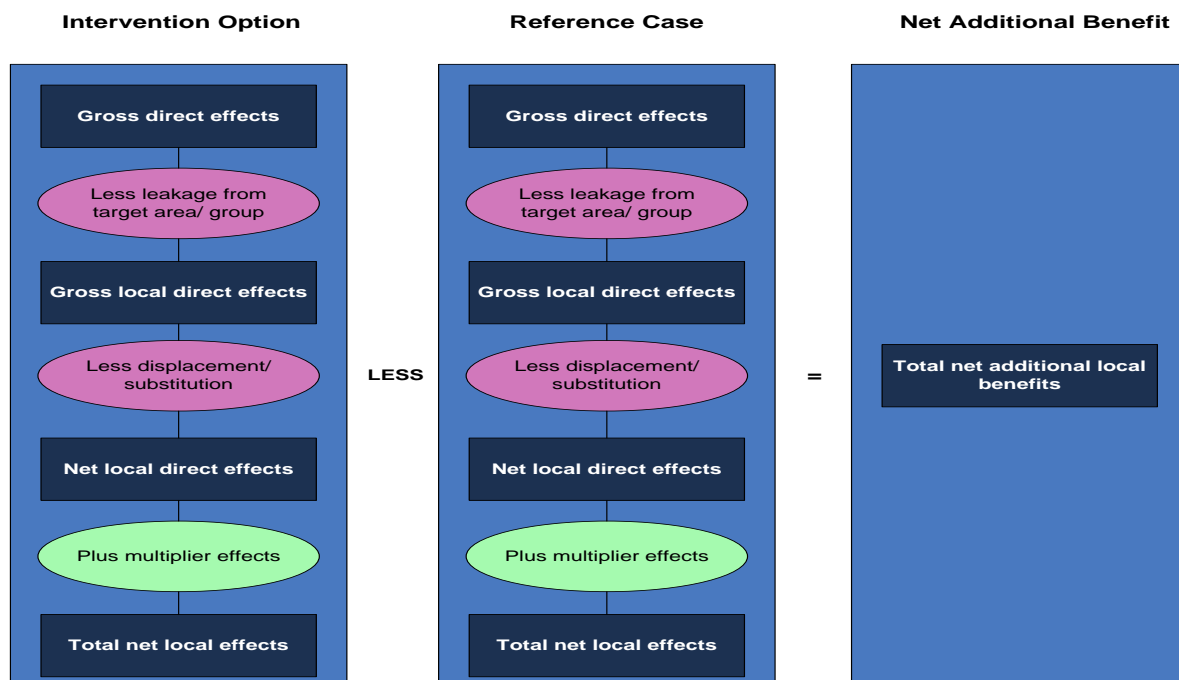 Intervention Option
Reference Case
Net Additional Benefit
Gross direct effects
Less leakage from
target area/ group
Gross local direct effects
Less displacement/
substitution
Net local direct effects
Plus multiplier effects
Total net local effects
LESS
Gross direct effects
Less leakage from
target area/ group
Gross local direct effects
Less displacement/
substitution
Net local direct effects
Plus multiplier effects
Total net local effects
=
Total net additional local
benefits